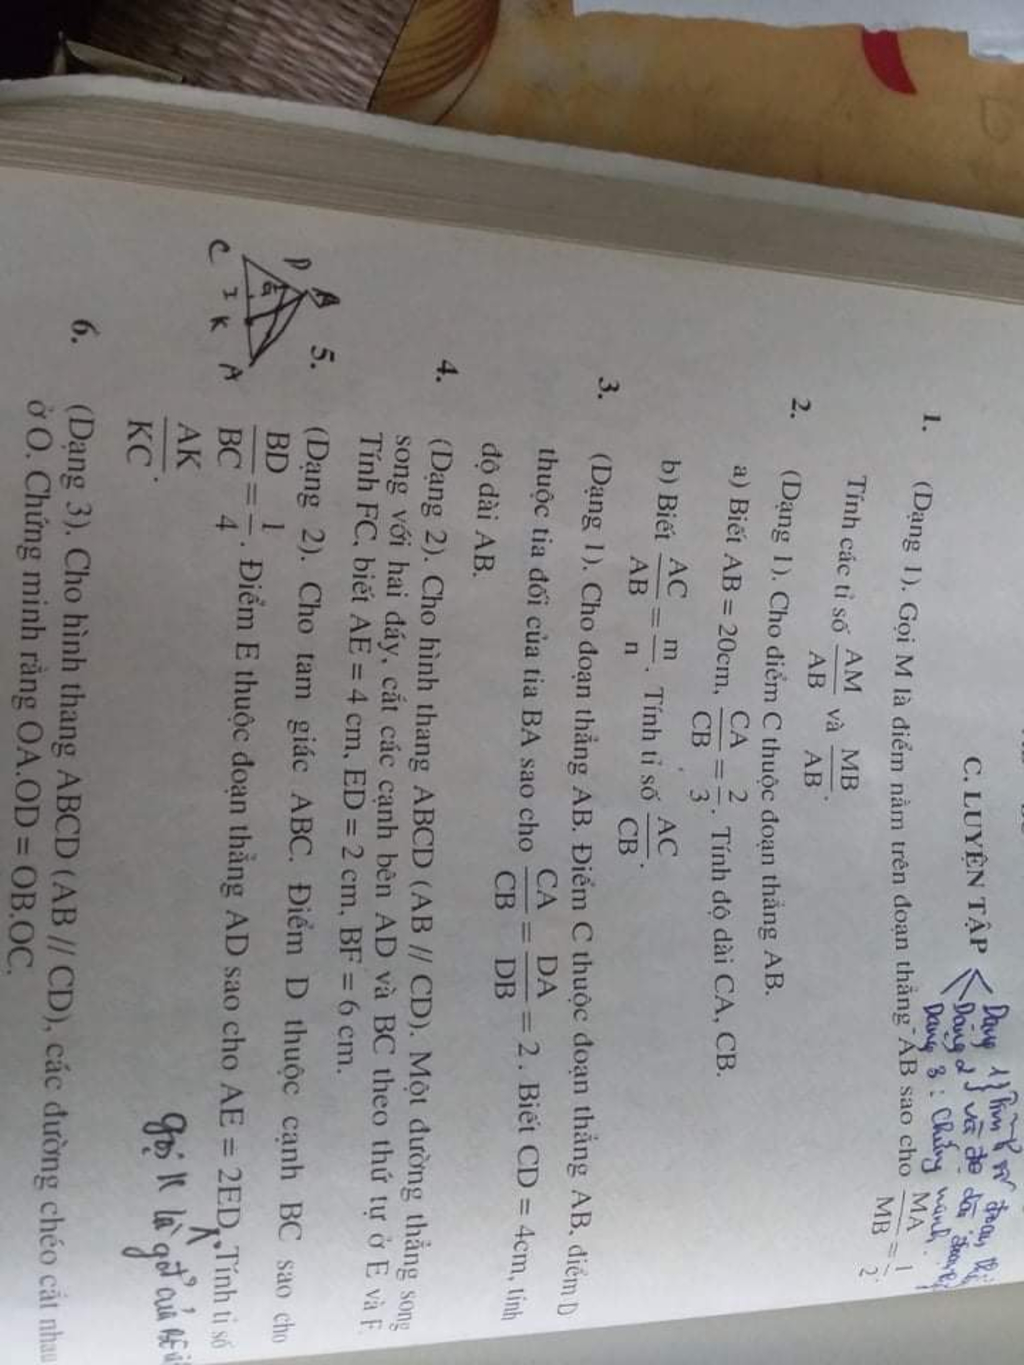 C. LUYỆN TẬP
Dạng 1
Dạng 2
Dạng 3: Chứng minh.
1. (Dạng 1). Gọi M là điểm nằm trên đoạn thẳng AB sao cho MA/MB = 1/2.
Tính các tỉ số AM/AB và MB/AB.
2. (Dạng 1). Cho điểm C thuộc đoạn thẳng AB.
a) Biết AB = 20cm, CA/CB = 2/3. Tính độ dài CA, CB.
b) Biết AC/AB = m/n. Tính tỉ số AC/CB.
3. (Dạng 1). Cho đoạn thẳng AB. Điểm C thuộc đoạn thẳng AB, điểm D
thuộc tia đối của tia BA sao cho CA/CB = DA/DB = 2. Biết CD = 4cm, tính
độ dài AB.
4. (Dạng 2). Cho hình thang ABCD (AB // CD). Một đường thẳng song
song với hai đáy, cắt các cạnh bên AD và BC theo thứ tự ở E và F.
Tính FC, biết AE = 4 cm, ED = 2 cm, BF = 6 cm.
5. (Dạng 2). Cho tam giác ABC. Điểm D thuộc cạnh BC sao cho
BD/BC = 1/4. Điểm E thuộc đoạn thẳng AD sao cho AE = 2ED. Tính tỉ số
AK/KC.
gọi K là gđ của BE
D
C I K A
6. (Dạng 3). Cho hình thang ABCD (AB // CD), các đường chéo cắt nhau
ở O. Chứng minh rằng OA.OD = OB.OC.